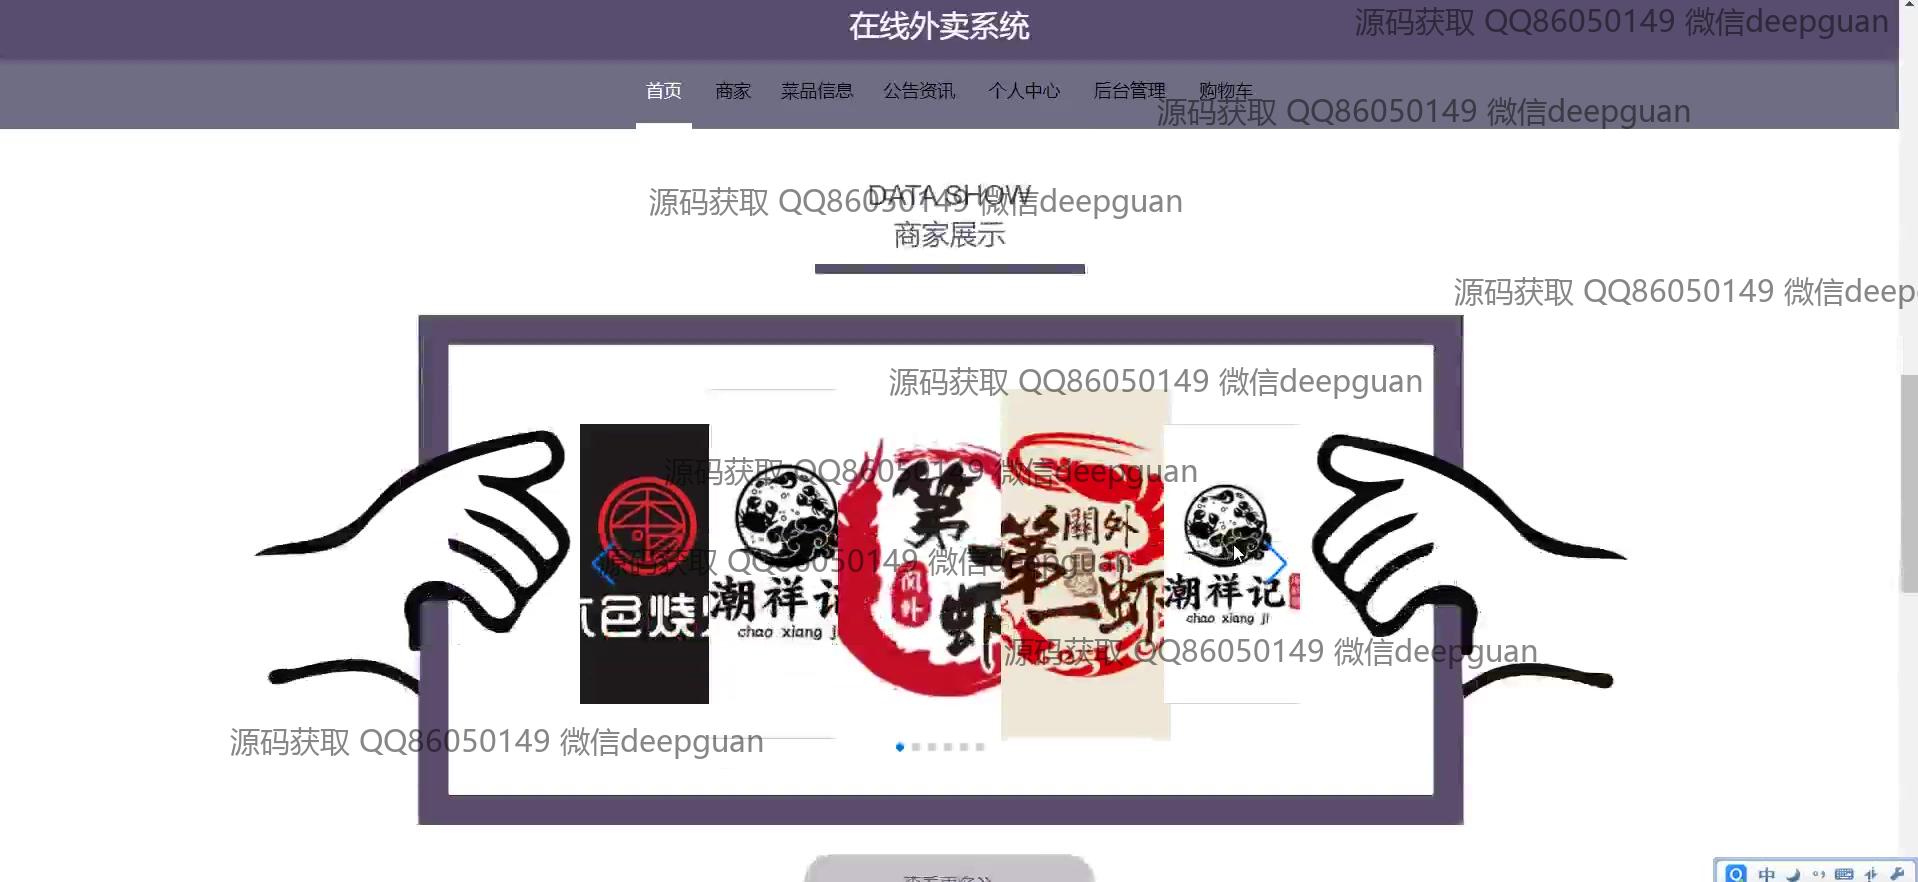 在线外卖系统
源码获取 QQ86050149 微信deepguan
首页 商家 菜品信息 公告资讯 个人中心 后台管理 购物车
源码获取 QQ86050149 微信deepguan
DATA SHOW
源码获取 QQ86050149 微信deepguan
商家展示
源码获取 QQ86050149 微信deep
源码获取 QQ86050149 微信deepguan
源码获取 QQ86050149 微信deepguan
第
關外
源码获取 QQ86050149 微信deepguan
本色烧
潮祥记
chao xiang j
虾
第一虾
潮祥记
chao xiang ji
源码获取 QQ86050149 微信deepguan
源码获取 QQ86050149 微信deepguan
查看更多
中